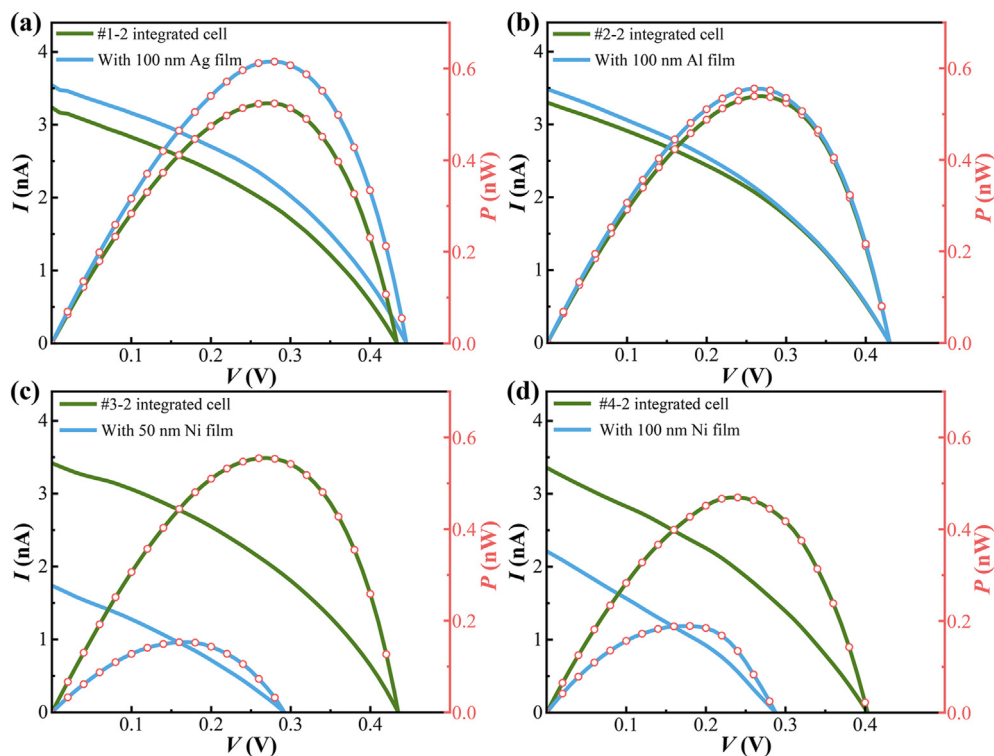 (a)
#1-2 integrated cell
With 100 nm Ag film
I (nA)
4
3
2
1
0
0.1 0.2 0.3 0.4
V (V)
0.6
0.4
0.2
0.0
P (nW)
(b)
#2-2 integrated cell
With 100 nm Al film
I (nA)
4
3
2
1
0
0.1 0.2 0.3 0.4
V (V)
0.6
0.4
0.2
0.0
P (nW)
(c)
#3-2 integrated cell
With 50 nm Ni film
I (nA)
4
3
2
1
0
0.1 0.2 0.3 0.4
V (V)
0.6
0.4
0.2
0.0
P (nW)
(d)
#4-2 integrated cell
With 100 nm Ni film
I (nA)
4
3
2
1
0
0.1 0.2 0.3 0.4
V (V)
0.6
0.4
0.2
0.0
P (nW)